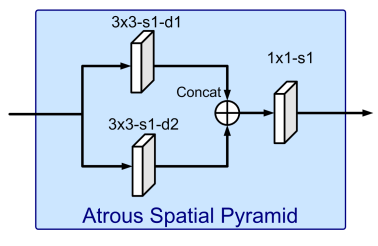 3x3-s1-d1
1x1-s1
Concat
3x3-s1-d2
Atrous Spatial Pyramid